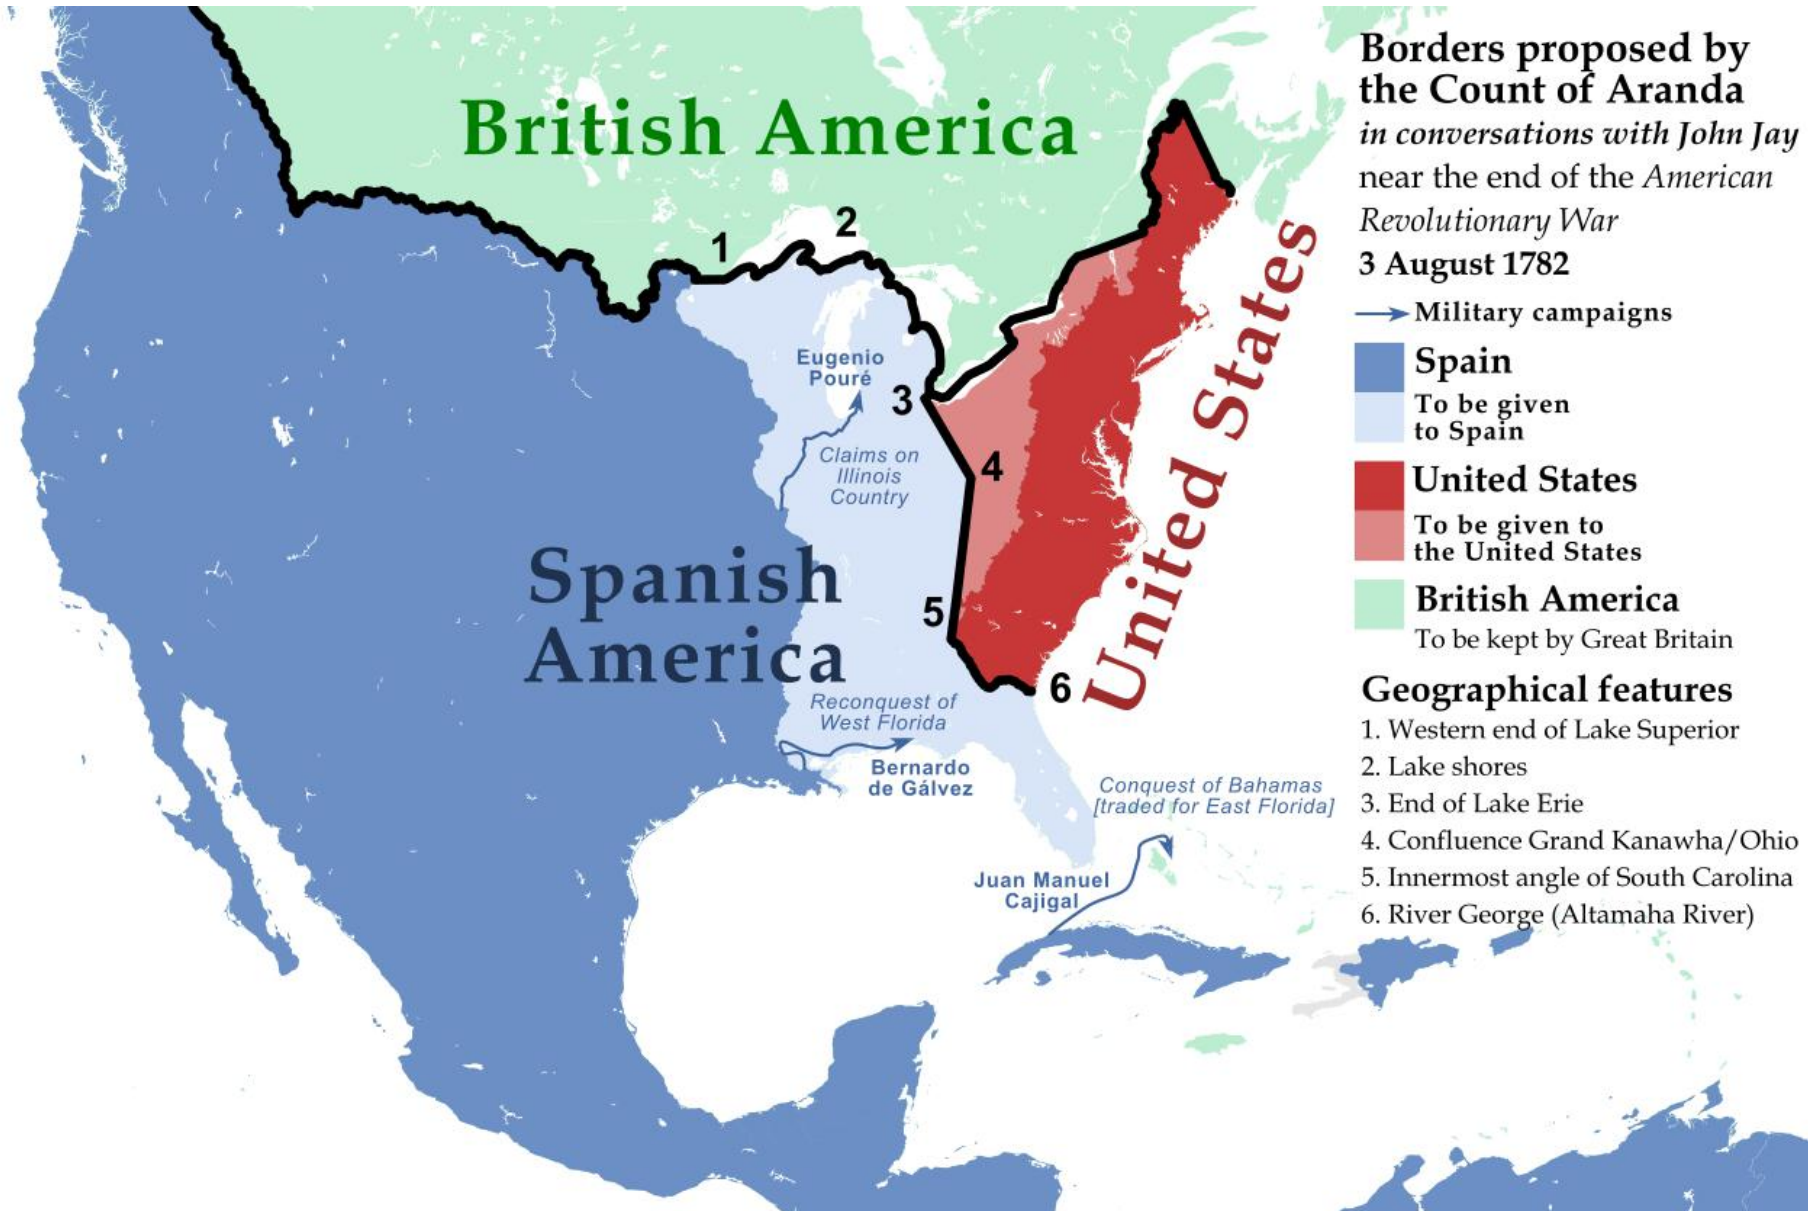 British America
1
2
Eugenio
Pouré
3
Claims on
Illinois
Country
4
Spanish
America
5
6
United States
Reconquest of
West Florida
Bernardo
de Gálvez
Conquest of Bahamas
[traded for East Florida]
Juan Manuel
Cajigal
Borders proposed by
the Count of Aranda
in conversations with John Jay
near the end of the American
Revolutionary War
3 August 1782
Military campaigns
Spain
To be given
to Spain
United States
To be given to
the United States
British America
To be kept by Great Britain
Geographical features
1. Western end of Lake Superior
2. Lake shores
3. End of Lake Erie
4. Confluence Grand Kanawha/Ohio
5. Innermost angle of South Carolina
6. River George (Altamaha River)